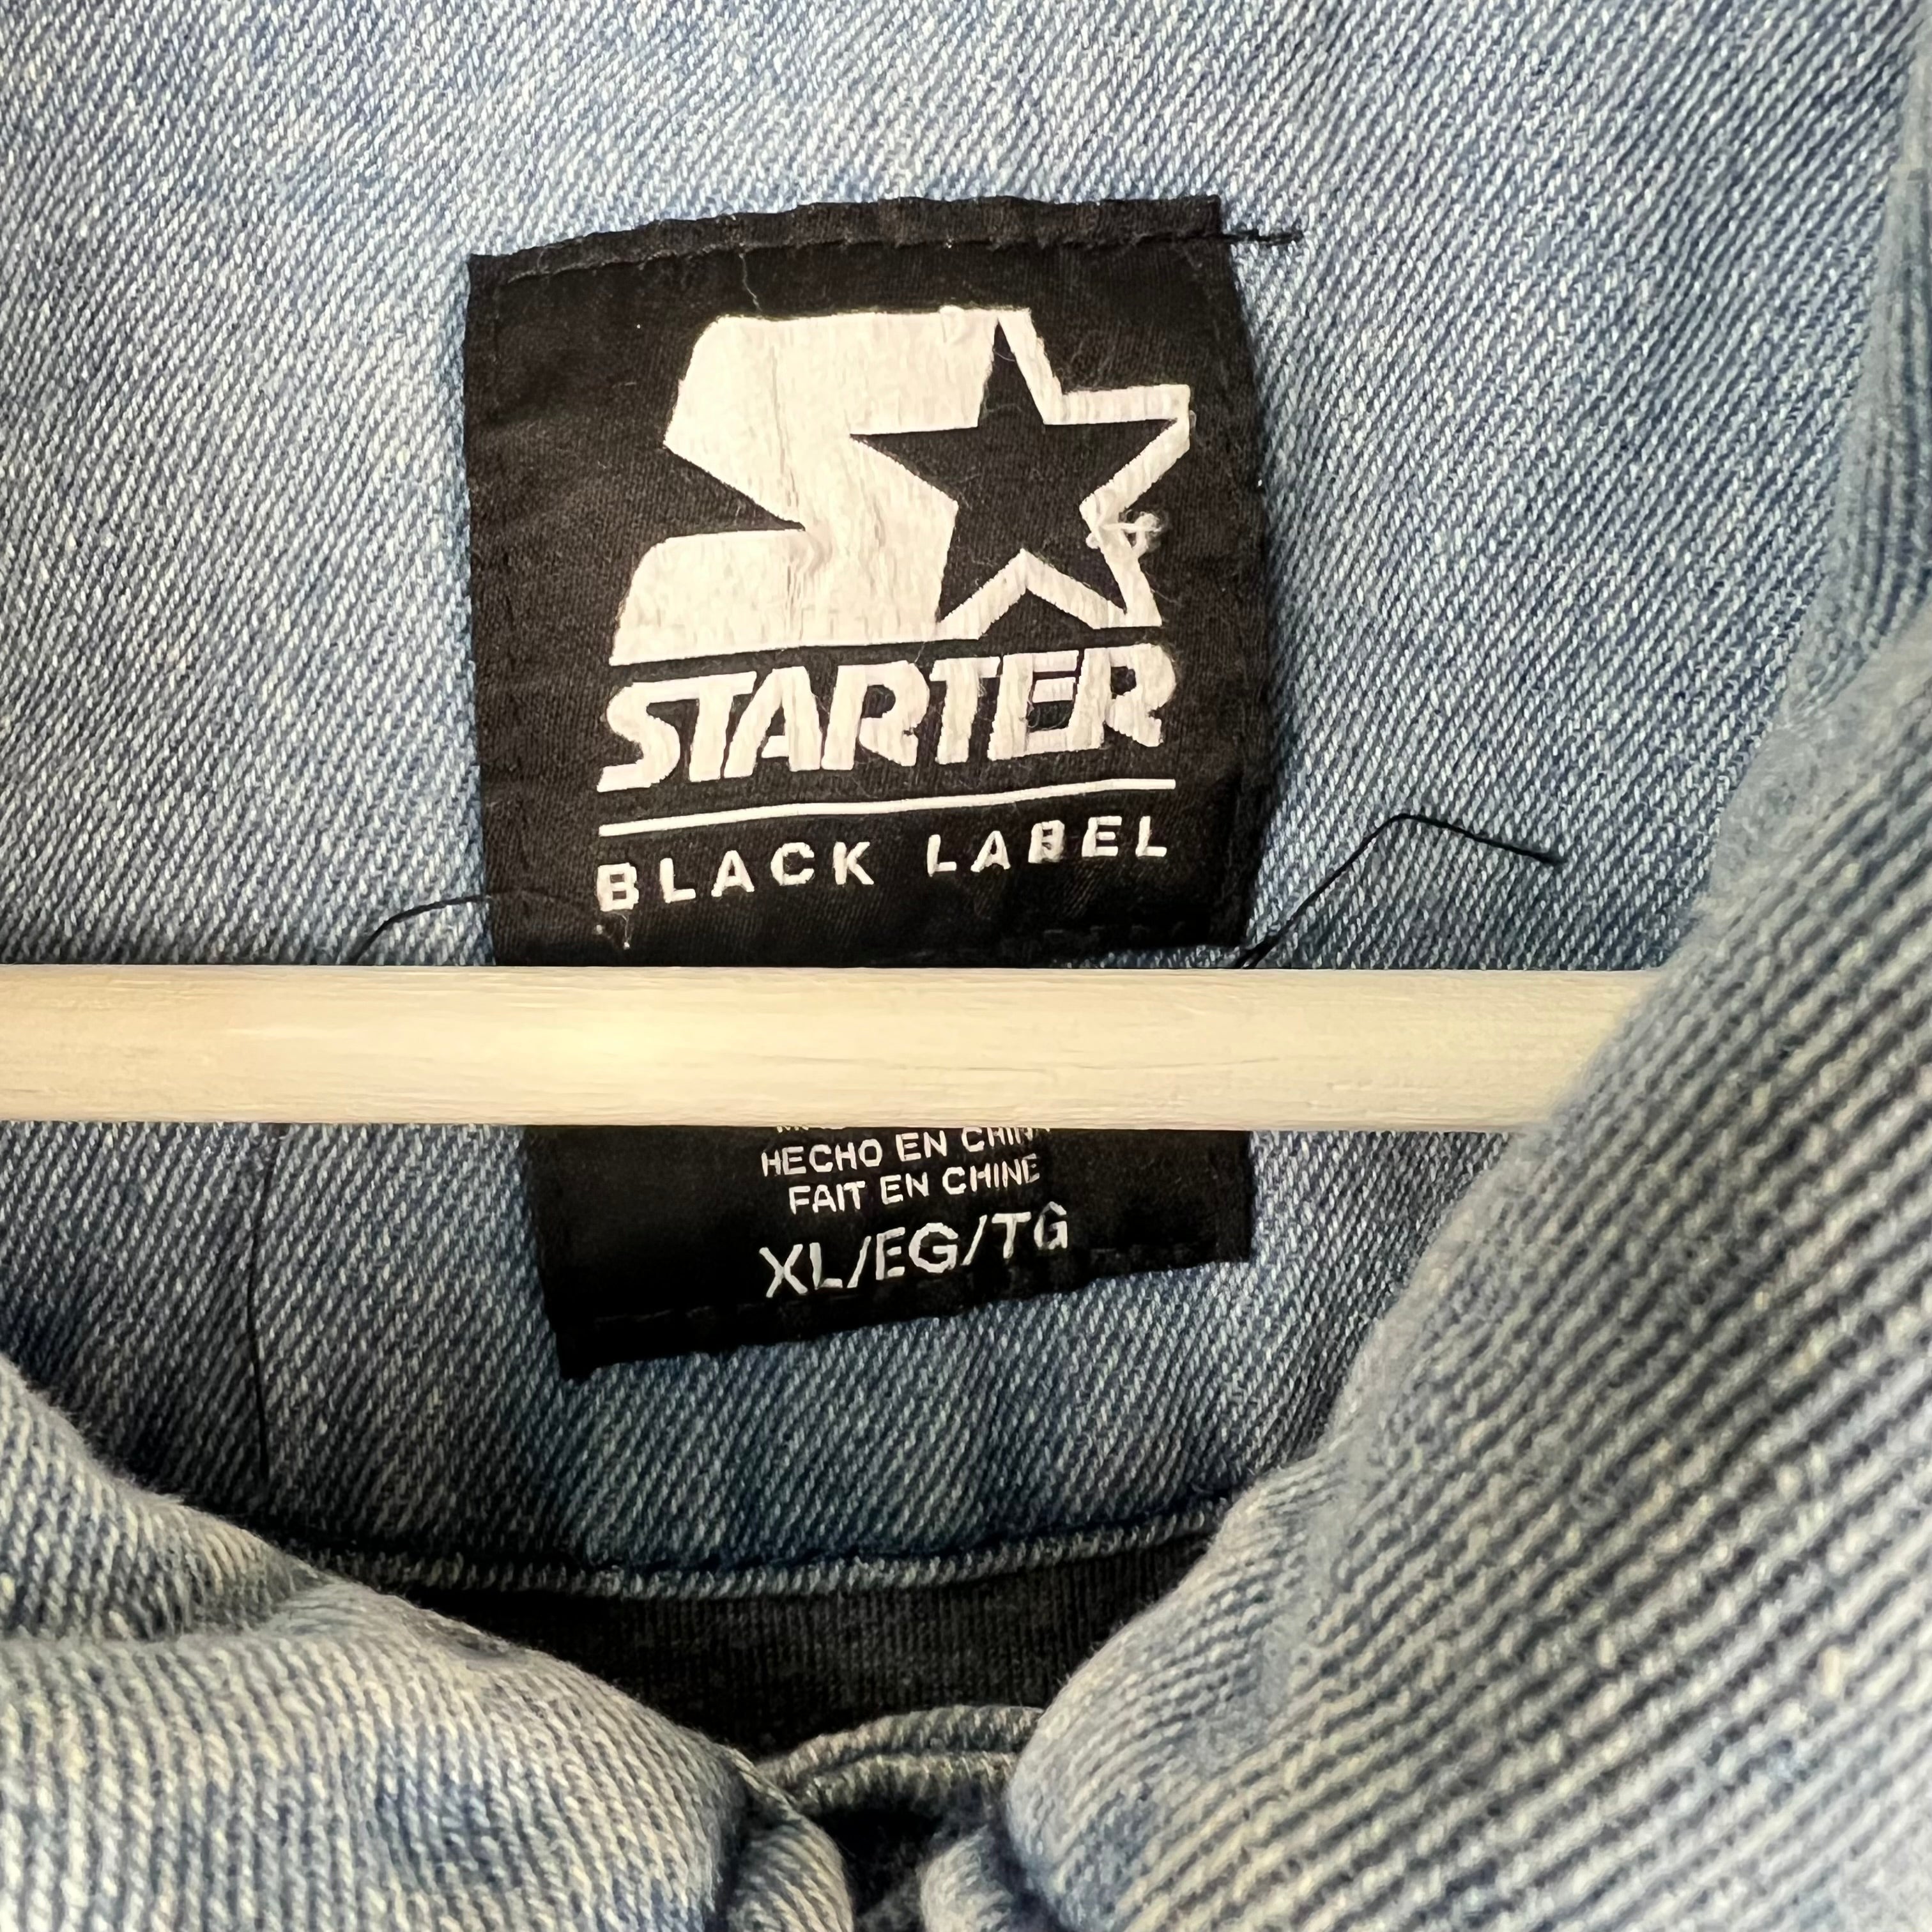 STARTER
BLACK LABEL
HECHO EN CHINA
FAIT EN CHINE
XL/EG/TG